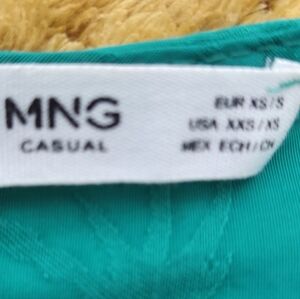 MNG
CASUAL
EUR XS/S
USA XXS/XS
MEX ECH/CH